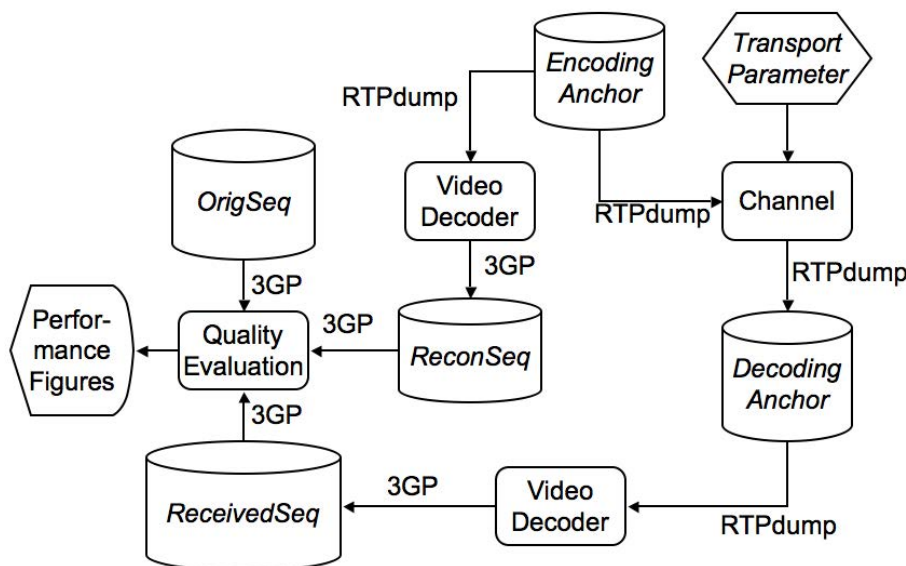 Encoding
Anchor
Transport
Parameter
RTPdump
OrigSeq
Video
Decoder
RTPdump
Channel
3GP
3GP
RTPdump
Perfor-
mance
Figures
Quality
Evaluation
3GP
ReconSeq
Decoding
Anchor
3GP
ReceivedSeq
3GP
Video
Decoder
RTPdump